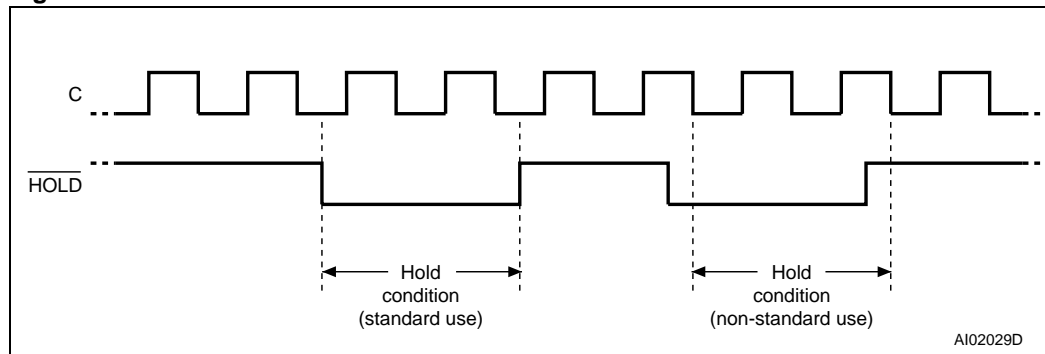 C
HOLD
Hold
condition
(standard use)
Hold
condition
(non-standard use)
AI02029D